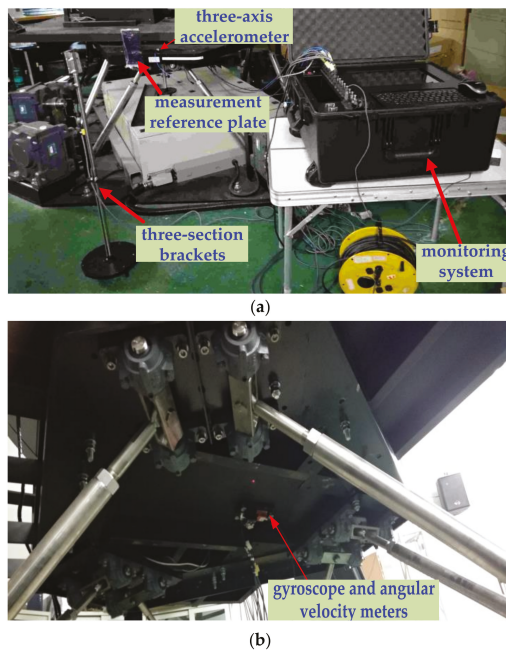 three-axis
accelerometer
measurement
reference plate
three-section
brackets
monitoring
system
(a)
gyroscope and angular
velocity meters
(b)